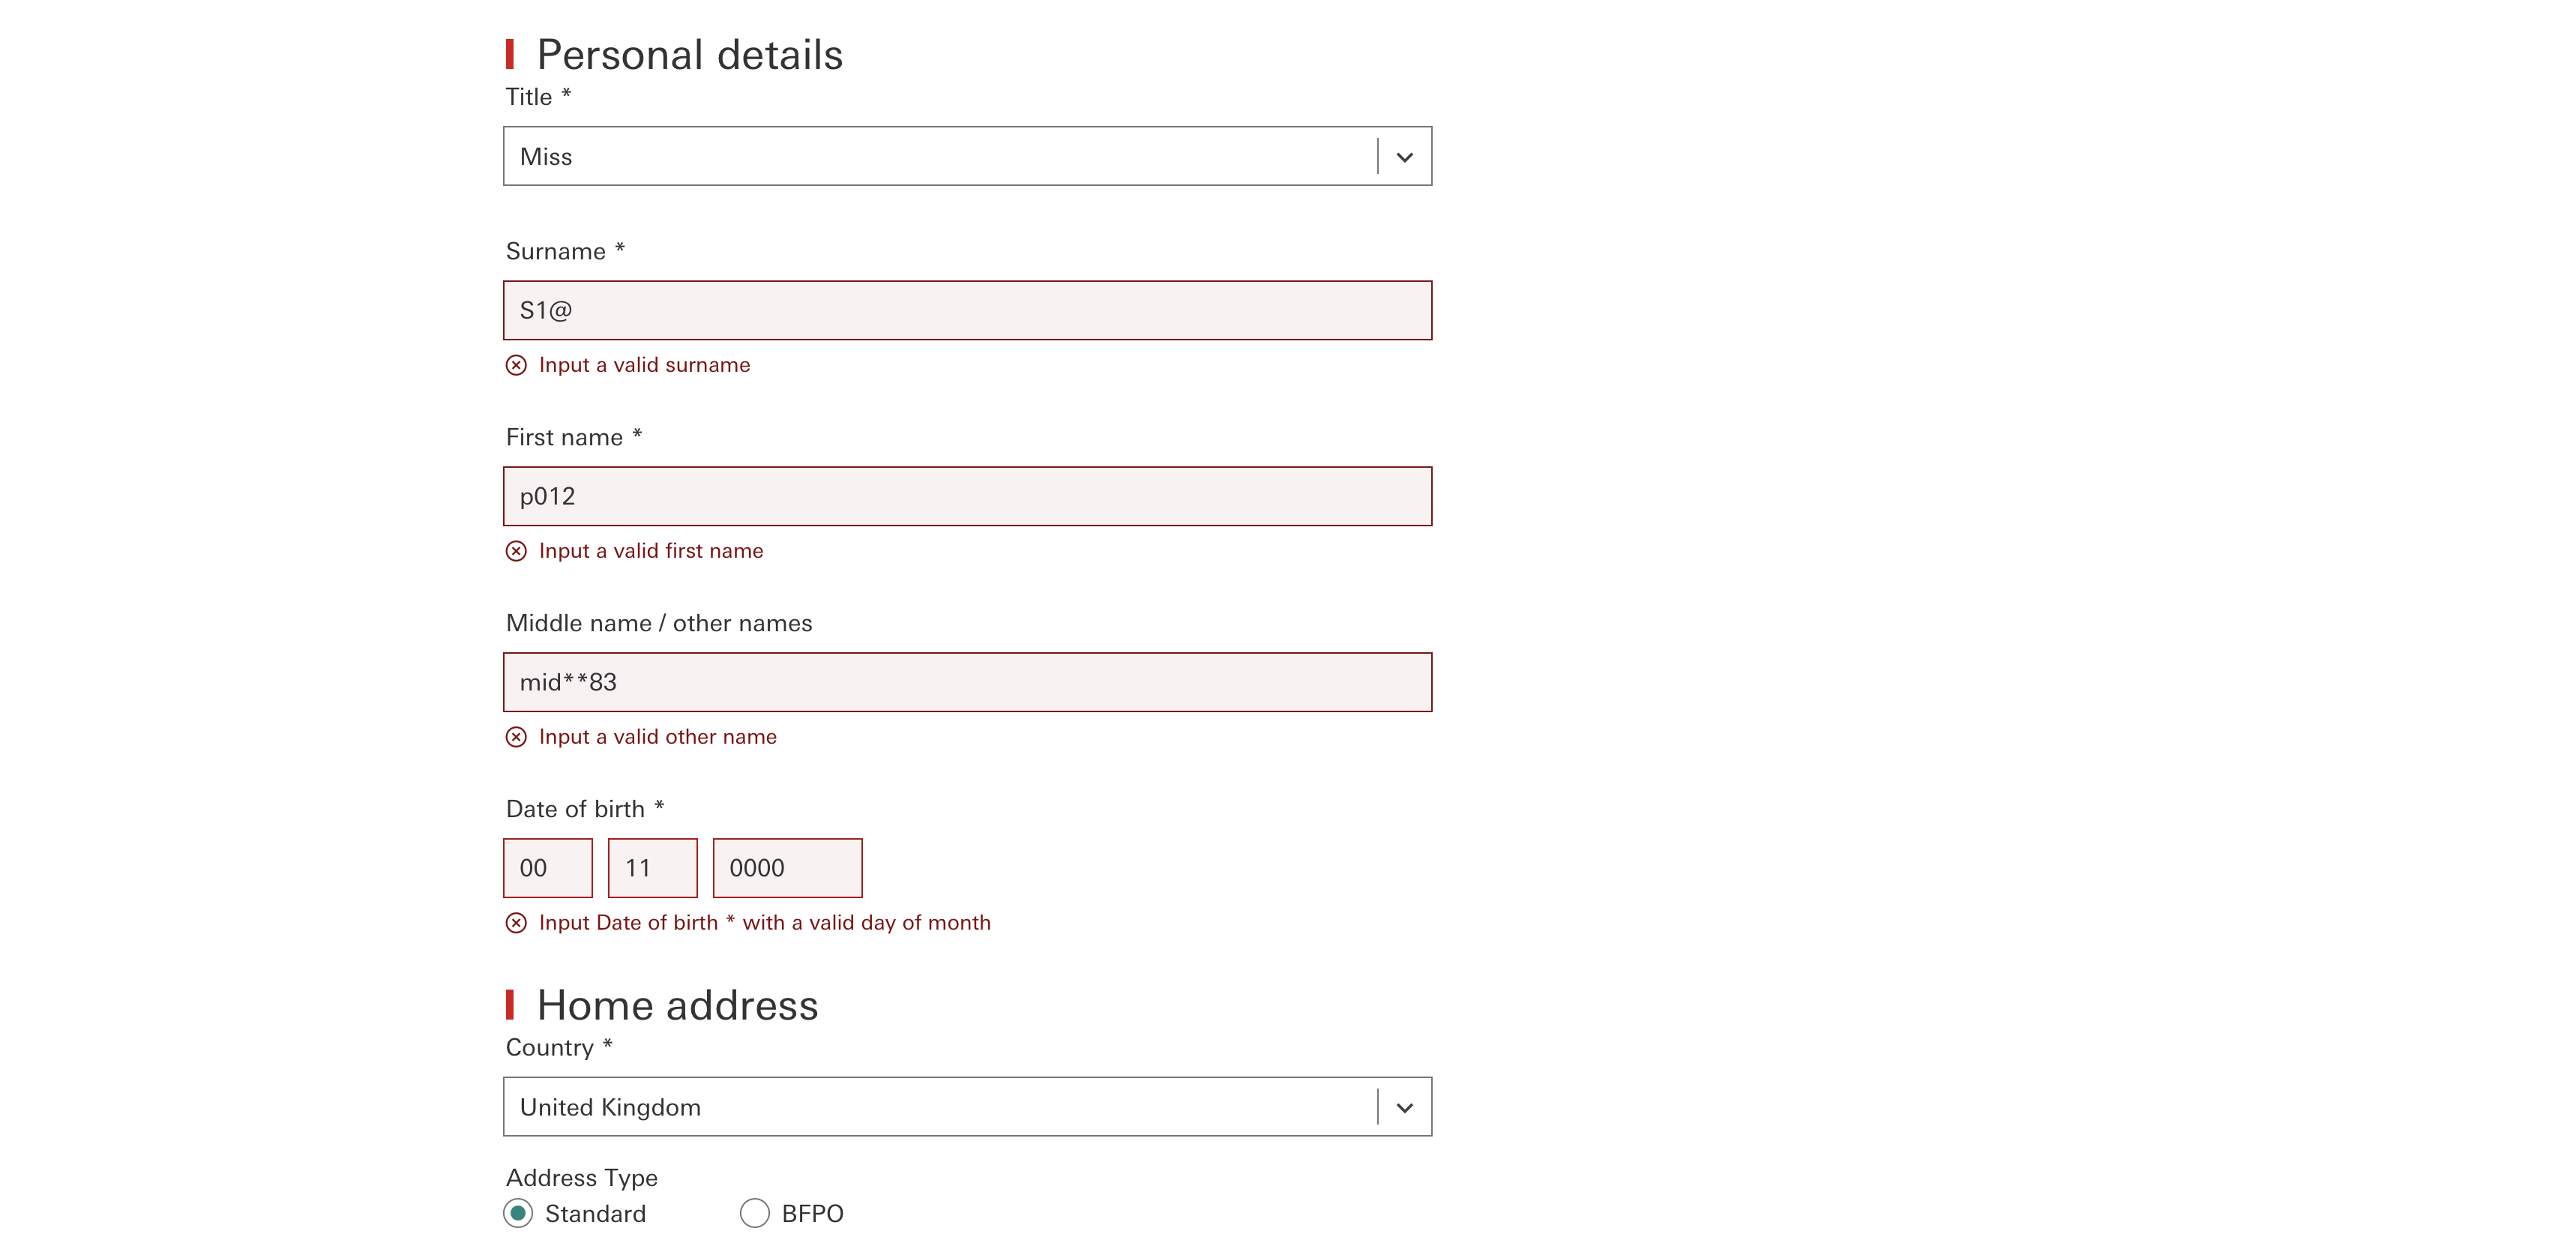 Personal details
Title *
Miss
Surname *
S1@
Input a valid surname
First name *
p012
Input a valid first name
Middle name / other names
mid**83
Input a valid other name
Date of birth *
00 11 0000
Input Date of birth * with a valid day of month
Home address
Country *
United Kingdom
Address Type
Standard BFPO